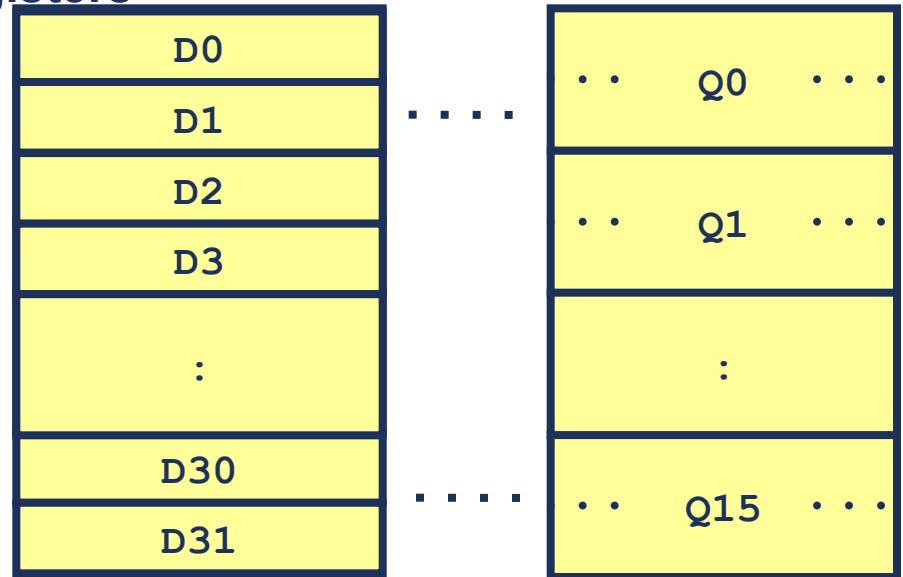 D0
D1
D2
D3
:
D30
D31
. . . .
. . . .
. . Q0 . . .
. . Q1 . . .
:
. . Q15 . . .